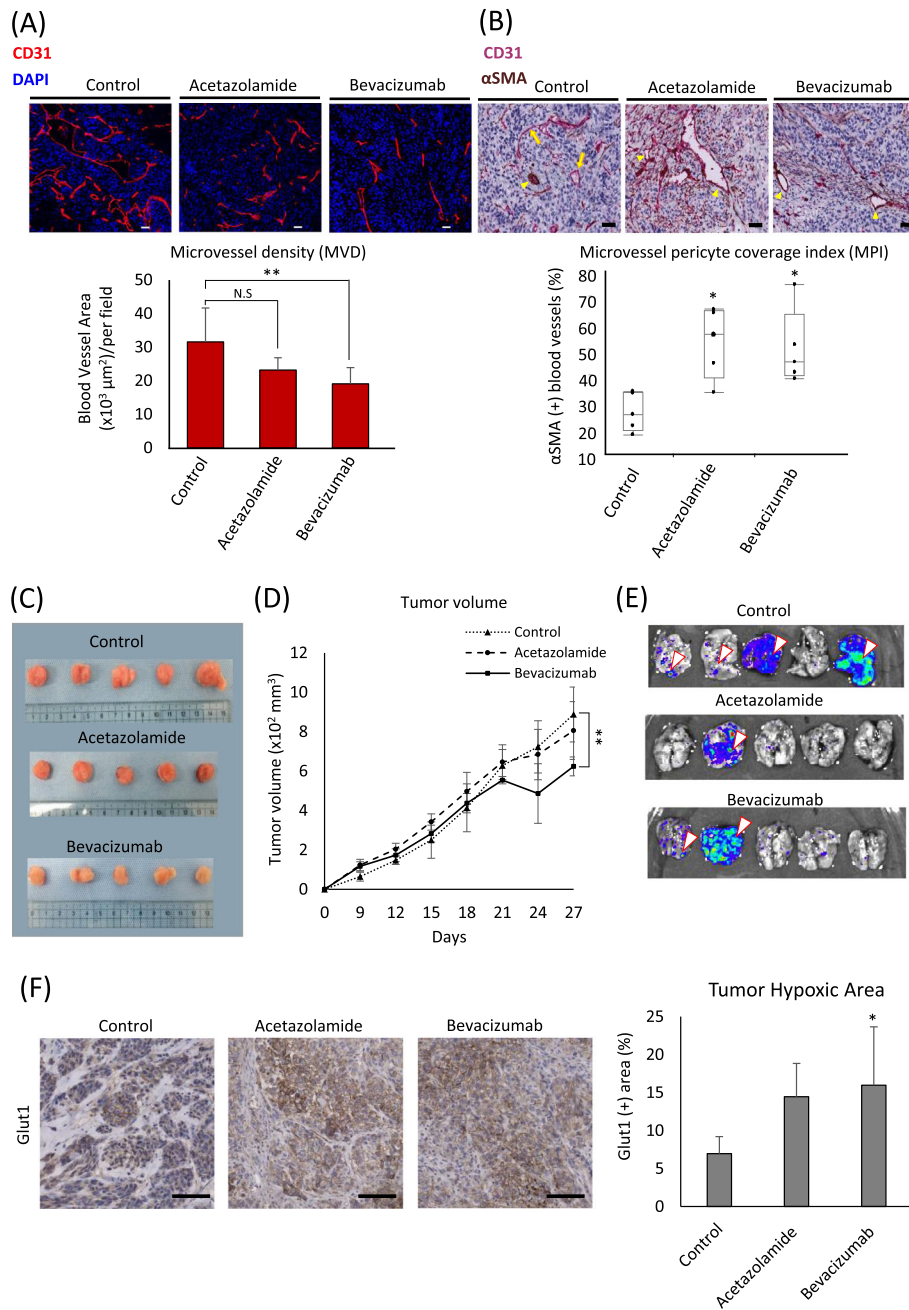 (A)
CD31
DAPI
Control
Acetazolamide
Bevacizumab
Microvessel density (MVD)
**
N.S
Blood Vessel Area
(x10³ µm²)/per field
50
40
30
20
10
0
Control
Acetazolamide
Bevacizumab
(B)
CD31
αSMA
Control
Acetazolamide
Bevacizumab
Microvessel pericyte coverage index (MPI)
αSMA (+) blood vessels (%)
80
70
60
50
40
30
20
10
*
*
Control
Acetazolamide
Bevacizumab
(C)
Control
Acetazolamide
Bevacizumab
(D)
Tumor volume
Control
Acetazolamide
Bevacizumab
Tumor volume (x10² mm³)
12
10
8
6
4
2
0
**
0 9 12 15 18 21 24 27
Days
(E)
Control
Acetazolamide
Bevacizumab
(F)
Control
Acetazolamide
Bevacizumab
Glut1
Tumor Hypoxic Area
Glut1 (+) area (%)
25
20
15
10
5
0
*
Control
Acetazolamide
Bevacizumab